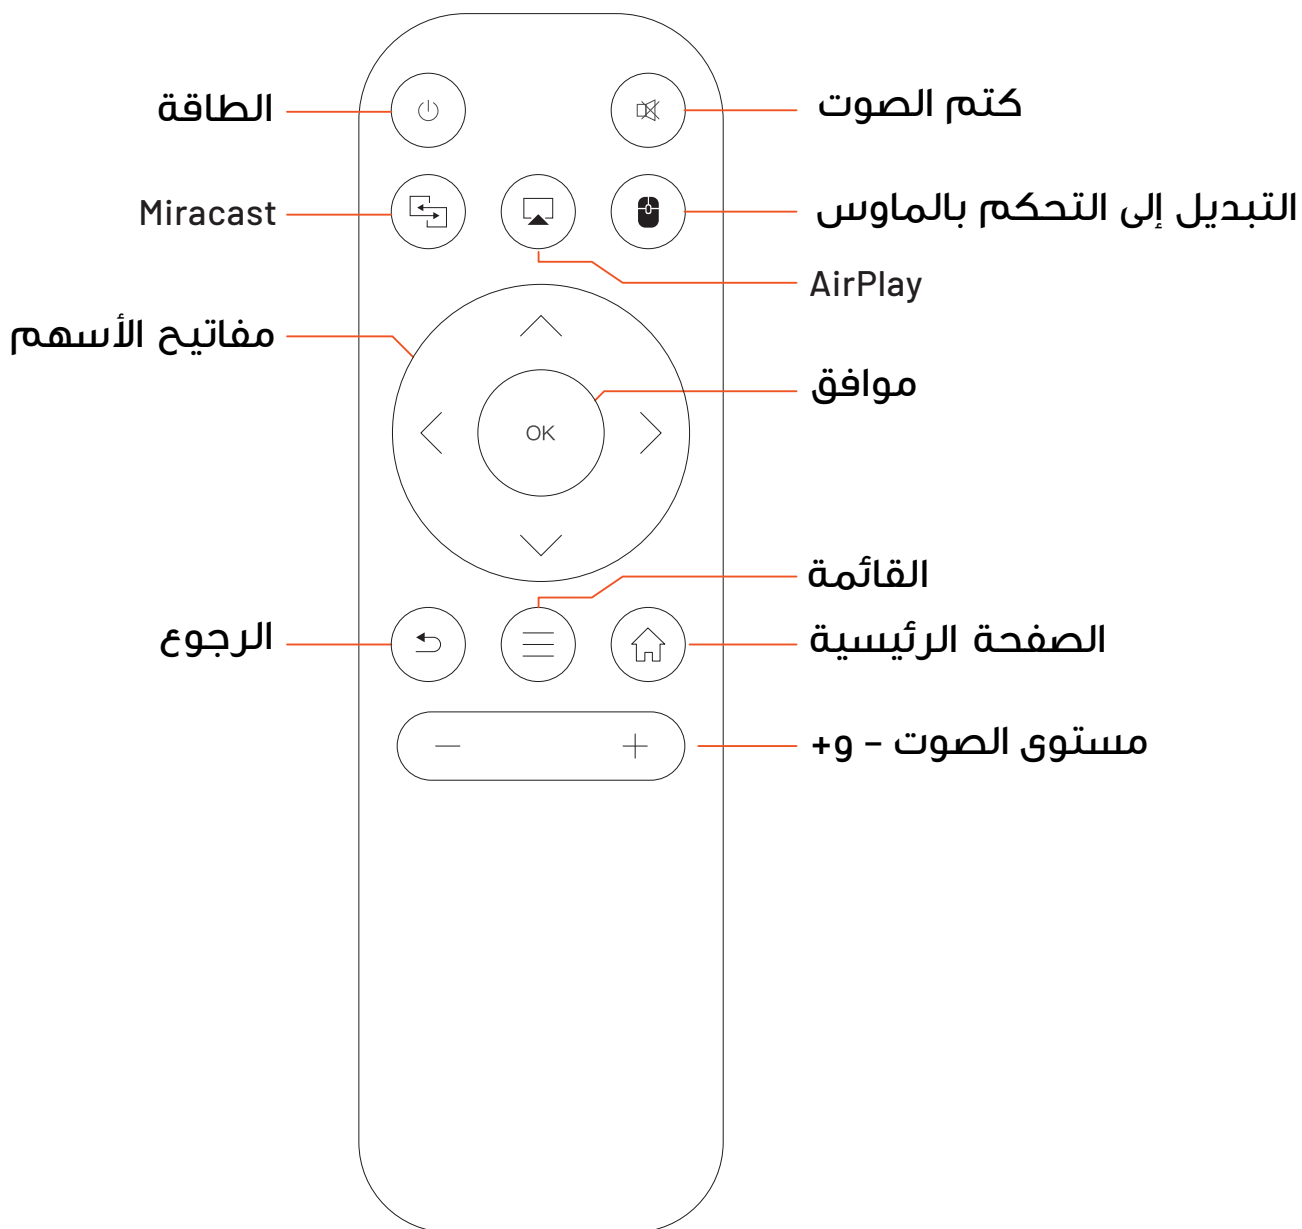 الطاقة
كتم الصوت
Miracast
التبديل إلى التحكم بالماوس
AirPlay
مفاتيح الأسهم
موافق
OK
القائمة
الرجوع
الصفحة الرئيسية
مستوى الصوت - و+